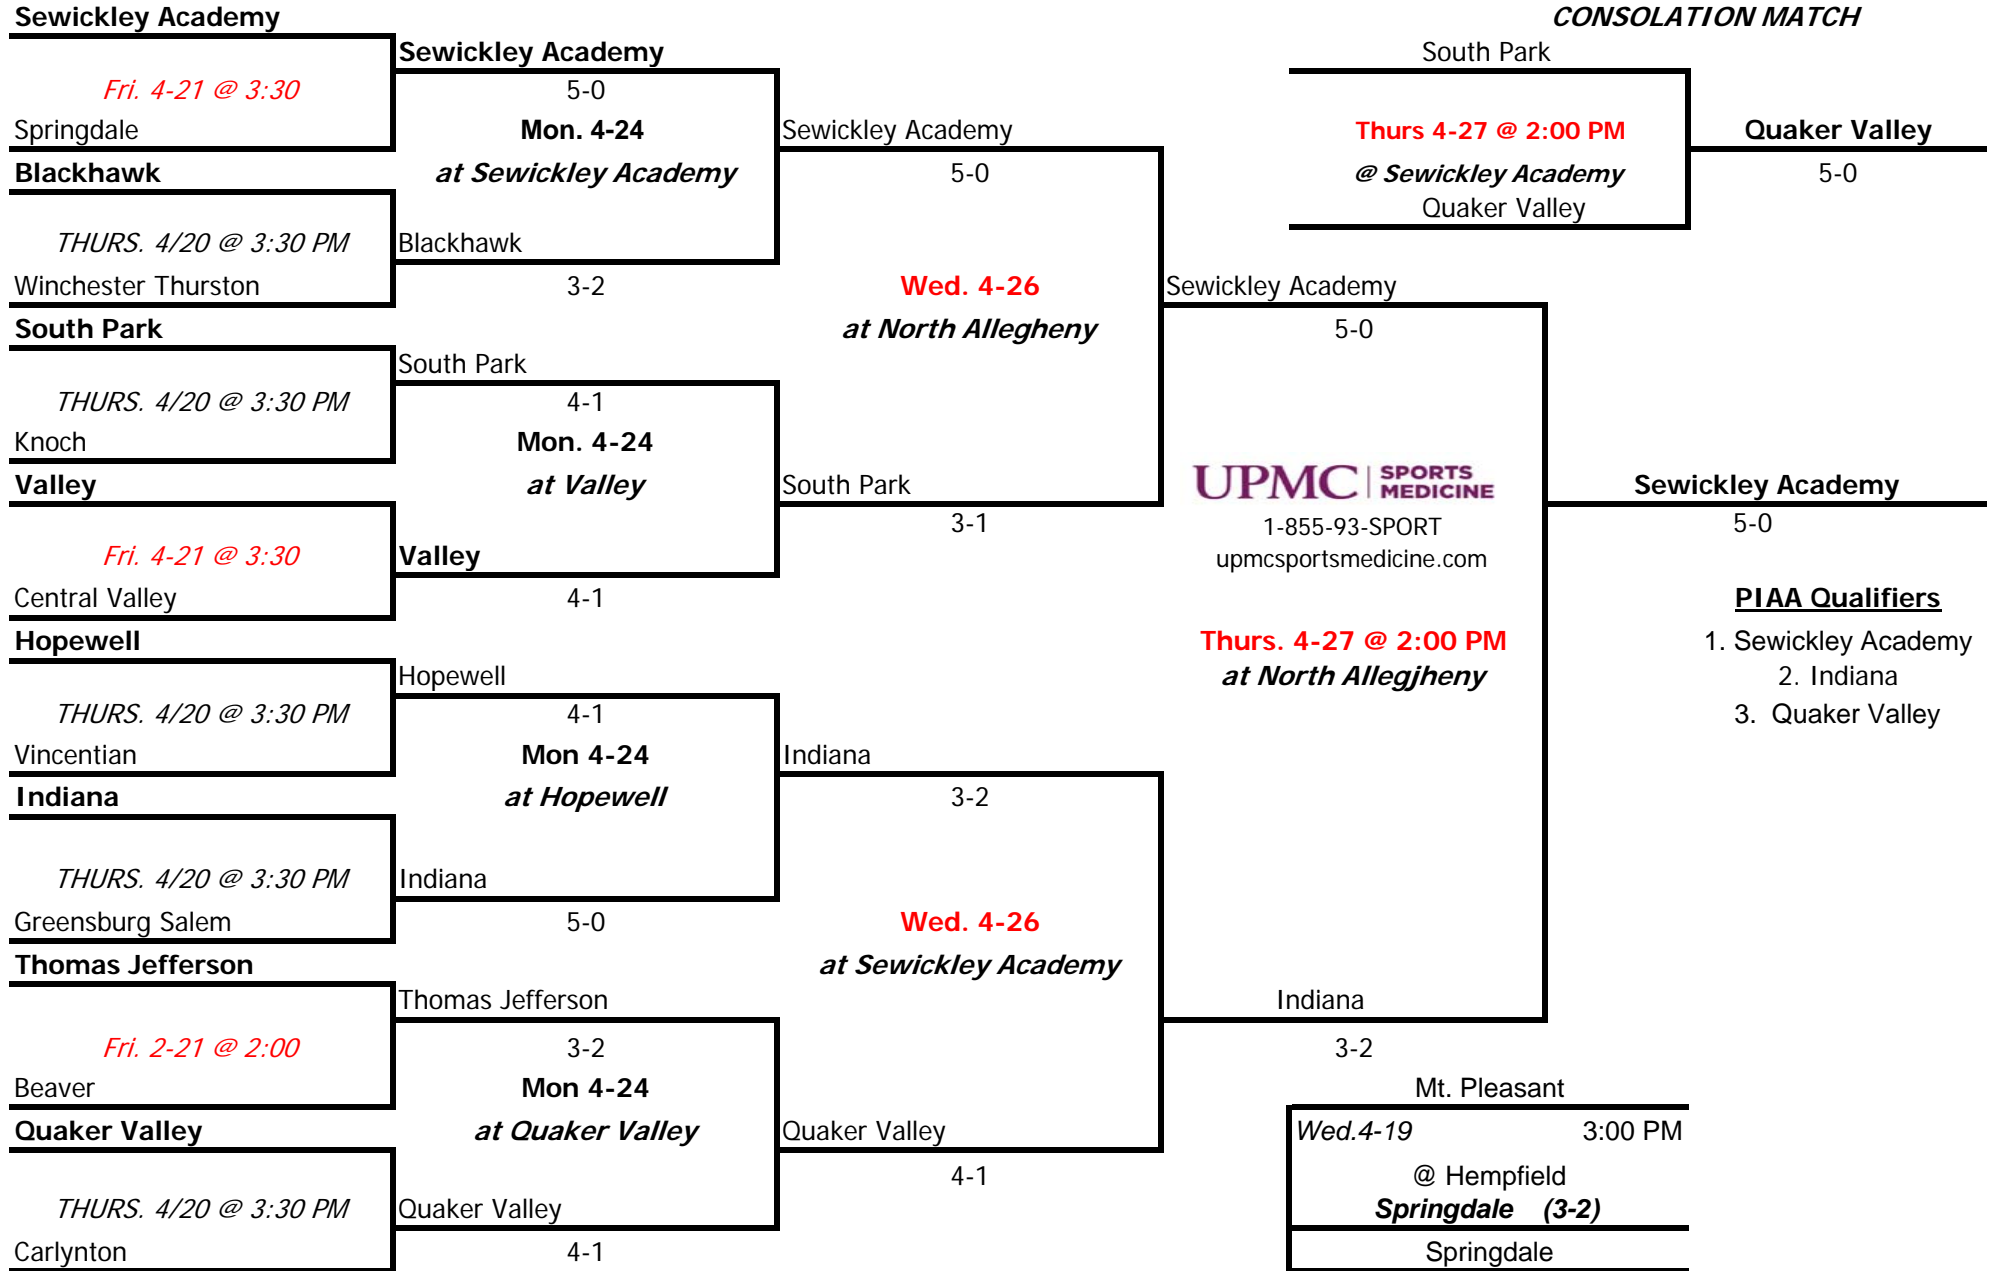 Sewickley Academy
Fri. 4-21 @ 3:30
Springdale
Blackhawk
THURS. 4/20 @ 3:30 PM
Winchester Thurston
South Park
THURS. 4/20 @ 3:30 PM
Knoch
Valley
Fri. 4-21 @ 3:30
Central Valley
Hopewell
THURS. 4/20 @ 3:30 PM
Vincentian
Indiana
THURS. 4/20 @ 3:30 PM
Greensburg Salem
Thomas Jefferson
Fri. 2-21 @ 2:00
Beaver
Quaker Valley
THURS. 4/20 @ 3:30 PM
Carlynton
Sewickley Academy
5-0
Mon. 4-24
at Sewickley Academy
Blackhawk
3-2
South Park
4-1
Mon. 4-24
at Valley
Valley
4-1
Hopewell
4-1
Mon 4-24
at Hopewell
Indiana
5-0
Thomas Jefferson
3-2
Mon 4-24
at Quaker Valley
Quaker Valley
4-1
Sewickley Academy
5-0
Wed. 4-26
at North Allegheny
South Park
3-1
Indiana
3-2
Wed. 4-26
at Sewickley Academy
Quaker Valley
4-1
Sewickley Academy
5-0
UPMC SPORTS
MEDICINE
1-855-93-SPORT
upmcsportsmedicine.com
Thurs. 4-27 @ 2:00 PM
at North Allegjheny
Indiana
3-2
Sewickley Academy
5-0
PIAA Qualifiers
1. Sewickley Academy
2. Indiana
3. Quaker Valley
CONSOLATION MATCH
South Park
Thurs 4-27 @ 2:00 PM
@ Sewickley Academy
Quaker Valley
Quaker Valley
5-0
Mt. Pleasant
Wed.4-19 3:00 PM
@ Hempfield
Springdale (3-2)
Springdale